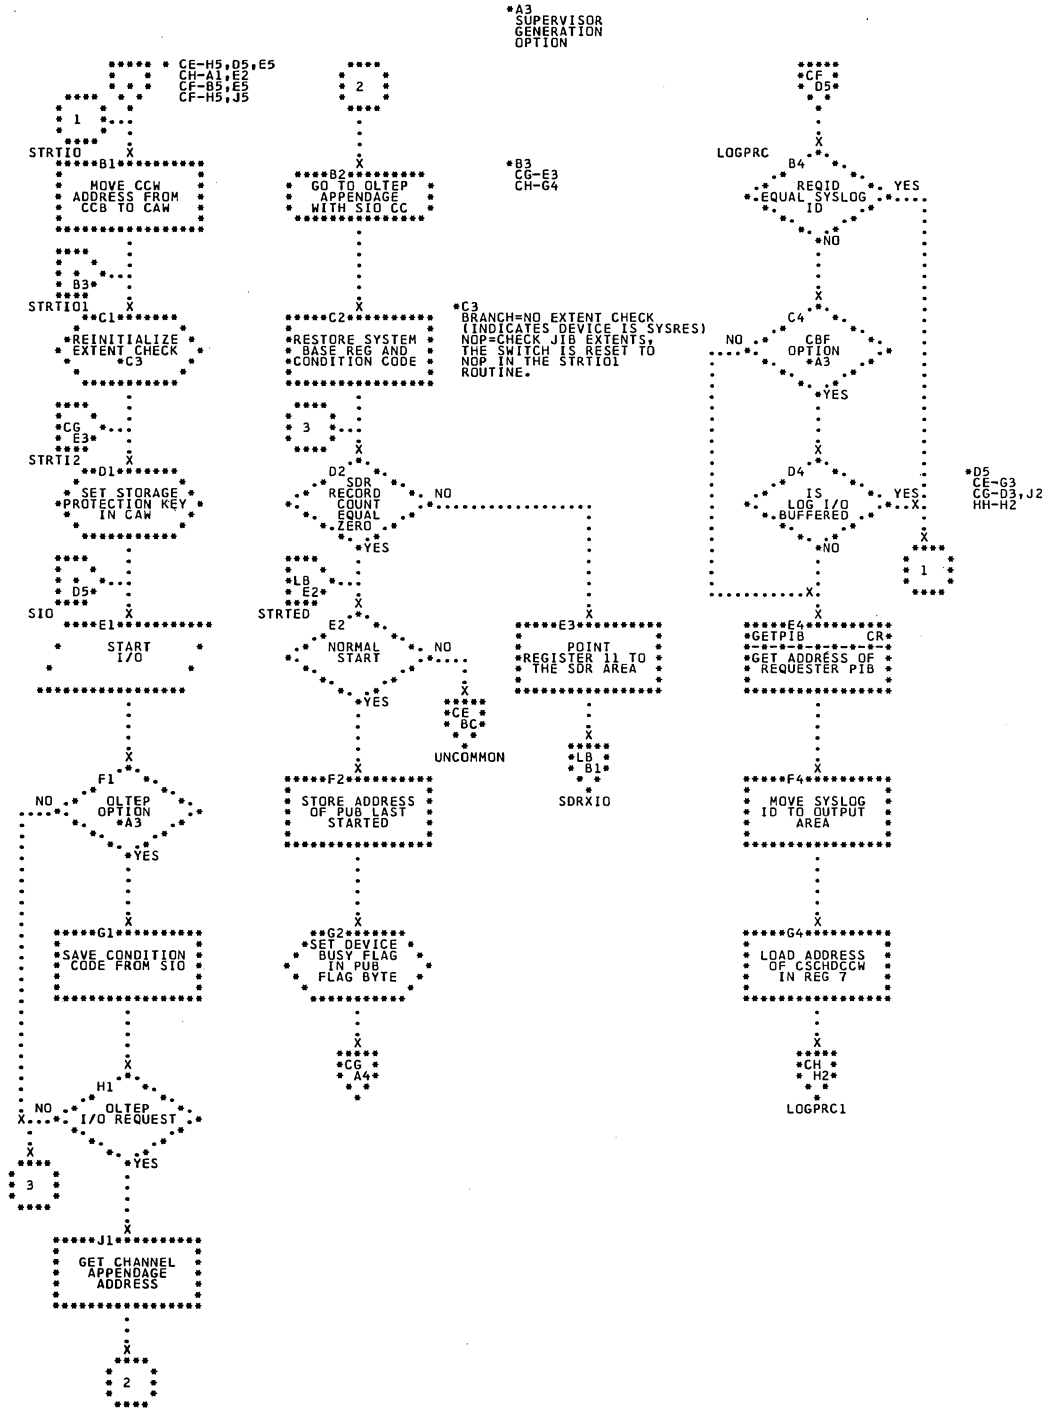 *A3
SUPERVISOR
GENERATION
OPTION
* CE-H5,D5,E5
CH-A1,E2
CF-B5,E5
CF-H5,J5
1
STRTIO
B1
MOVE CCW
ADDRESS FROM
CCB TO CAW
B3
STRTIO1
C1
REINITIALIZE
EXTENT CHECK
*C3
CG
E3
STRTI2
D1
SET STORAGE
PROTECTION KEY
IN CAW
D5
SIO
E1
START
I/O
F1
OLTEP
OPTION
*A3
NO
YES
G1
SAVE CONDITION
CODE FROM SIO
H1
OLTEP
I/O REQUEST
NO
YES
3
J1
GET CHANNEL
APPENDAGE
ADDRESS
2
2
B2
GO TO OLTEP
APPENDAGE
WITH SIO CC
C2
RESTORE SYSTEM
BASE REG AND
CONDITION CODE
3
D2
SDR
RECORD
COUNT
EQUAL
ZERO
NO
YES
LB
E2
STRTED
E2
NORMAL
START
NO
YES
CE
BC
UNCOMMON
F2
STORE ADDRESS
OF PUB LAST
STARTED
G2
SET DEVICE
BUSY FLAG
IN PUB
FLAG BYTE
CG
A4
*B3
CG-E3
CH-G4
*C3
BRANCH=NO EXTENT CHECK
(INDICATES DEVICE IS SYSRES)
NOP=CHECK JIB EXTENTS,
THE SWITCH IS RESET TO
NOP IN THE STRTIO1
ROUTINE.
E3
POINT
REGISTER 11 TO
THE SDR AREA
LB
B1
SDRXIO
CF
D5
LOGPRC
B4
REQID
EQUAL SYSLOG
ID
YES
NO
C4
CBF
OPTION
*A3
NO
YES
D4
IS
LOG I/O
BUFFERED
YES
NO
1
*D5
CE-G3
CG-D3,J2
HH-H2
E4
GETPIB CR
GET ADDRESS OF
REQUESTER PIB
F4
MOVE SYSLOG
ID TO OUTPUT
AREA
G4
LOAD ADDRESS
OF CSCHDCCW
IN REG 7
CH
H2
LOGPRC1